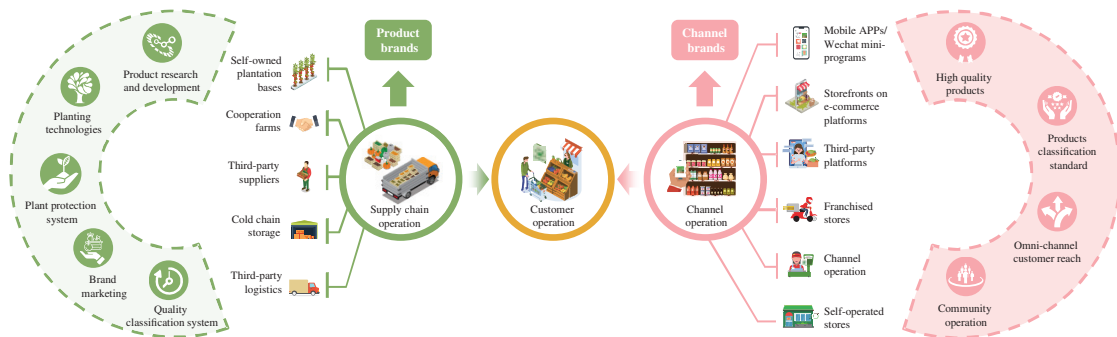 Product research
and development
Planting
technologies
Plant protection
system
Brand
marketing
Quality
classification system
Self-owned
plantation
bases
Cooperation
farms
Third-party
suppliers
Cold chain
storage
Third-party
logistics
Product
brands
Supply chain
operation
Customer
operation
Channel
brands
Channel
operation
Mobile APPs/
Wechat mini-
programs
Storefronts on
e-commerce
platforms
Third-party
platforms
Franchised
stores
Channel
operation
Self-operated
stores
High quality
products
Products
classification
standard
Omni-channel
customer reach
Community
operation